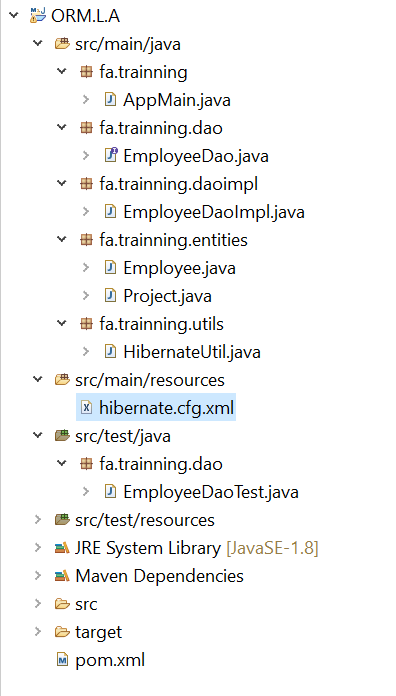 ORM.L.A
src/main/java
fa.trainning
AppMain.java
fa.trainning.dao
EmployeeDao.java
fa.trainning.daoimpl
EmployeeDaoImpl.java
fa.trainning.entities
Employee.java
Project.java
fa.trainning.utils
HibernateUtil.java
src/main/resources
hibernate.cfg.xml
src/test/java
fa.trainning.dao
EmployeeDaoTest.java
src/test/resources
JRE System Library [JavaSE-1.8]
Maven Dependencies
src
target
pom.xml